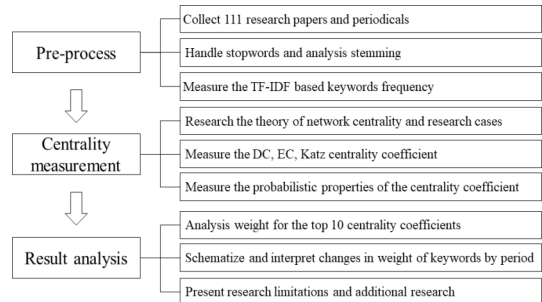 Pre-process
Collect 111 research papers and periodicals
Handle stopwords and analysis stemming
Measure the TF-IDF based keywords frequency
Centrality
measurement
Research the theory of network centrality and research cases
Measure the DC, EC, Katz centrality coefficient
Measure the probabilistic properties of the centrality coefficient
Result analysis
Analysis weight for the top 10 centrality coefficients
Schematize and interpret changes in weight of keywords by period
Present research limitations and additional research